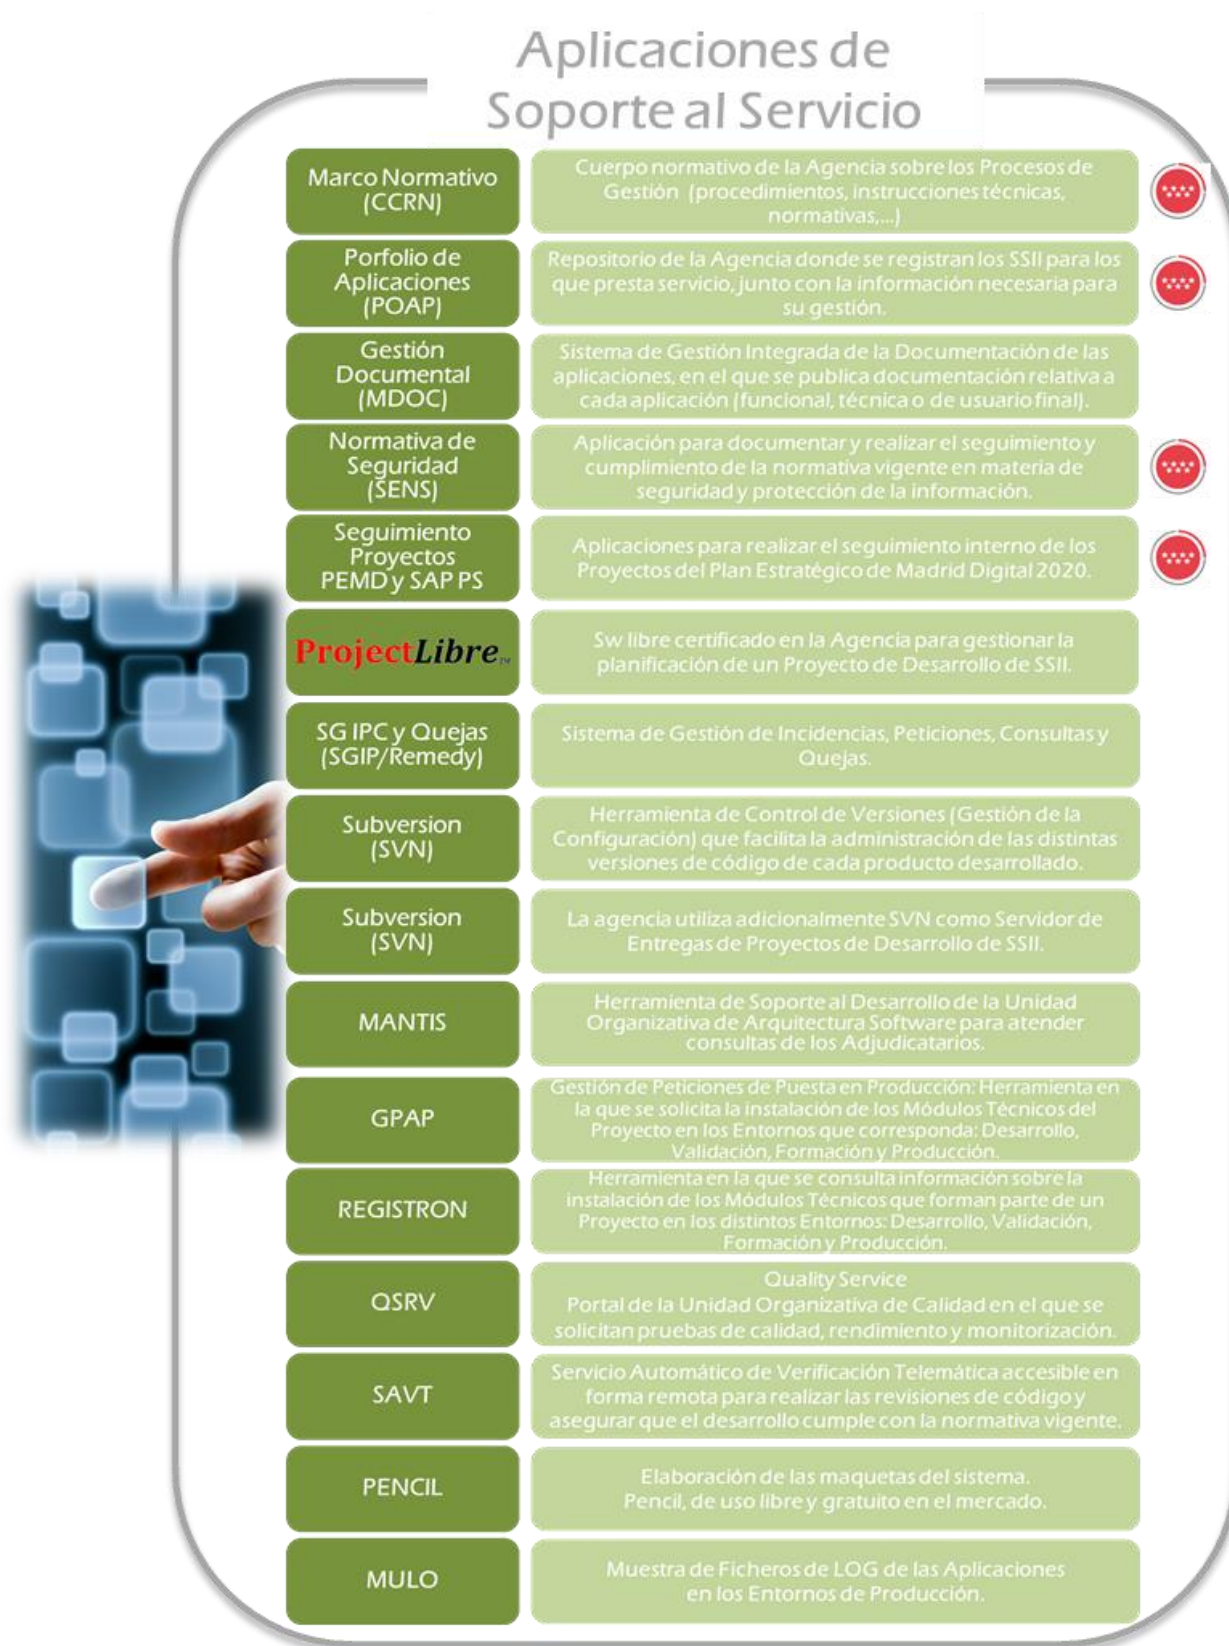 Aplicaciones de
Soporte al Servicio
Marco Normativo
(CCRN)
Cuerpo normativo de la Agencia sobre los Procesos de
Gestión (procedimientos, instrucciones técnicas,
normativas,...)
Porfolio de
Aplicaciones
(POAP)
Repositorio de la Agencia donde se registran los SSII para los
que presta servicio, junto con la información necesaria para
su gestión.
Gestión
Documental
(MDOC)
Sistema de Gestión Integrada de la Documentación de las
aplicaciones, en el que se publica documentación relativa a
cada aplicación (funcional, técnica o de usuario final).
Normativa de
Seguridad
(SENS)
Aplicación para documentar y realizar el seguimiento y
cumplimiento de la normativa vigente en materia de
seguridad y protección de la información.
Seguimiento
Proyectos
PEMD y SAP PS
Aplicaciones para realizar el seguimiento interno de los
Proyectos del Plan Estratégico de Madrid Digital 2020.
ProjectLibre™
Sw libre certificado en la Agencia para gestionar la
planificación de un Proyecto de Desarrollo de SSII.
SG IPC y Quejas
(SGIP/Remedy)
Sistema de Gestión de Incidencias, Peticiones, Consultas y
Quejas.
Subversion
(SVN)
Herramienta de Control de Versiones (Gestión de la
Configuración) que facilita la administración de las distintas
versiones de código de cada producto desarrollado.
Subversion
(SVN)
La agencia utiliza adicionalmente SVN como Servidor de
Entregas de Proyectos de Desarrollo de SSII.
MANTIS
Herramienta de Soporte al Desarrollo de la Unidad
Organizativa de Arquitectura Software para atender
consultas de los Adjudicatarios.
GPAP
Gestión de Peticiones de Puesta en Producción: Herramienta en
la que se solicita la instalación de los Módulos Técnicos del
Proyecto en los Entornos que corresponda: Desarrollo,
Validación, Formación y Producción.
REGISTRON
Herramienta en la que se consulta información sobre la
instalación de los Módulos Técnicos que forman parte de un
Proyecto en los distintos Entornos: Desarrollo, Validación,
Formación y Producción.
QSRV
Quality Service
Portal de la Unidad Organizativa de Calidad en el que se
solicitan pruebas de calidad, rendimiento y monitorización.
SAVT
Servicio Automático de Verificación Telemática accesible en
forma remota para realizar las revisiones de código y
asegurar que el desarrollo cumple con la normativa vigente.
PENCIL
Elaboración de las maquetas del sistema.
Pencil, de uso libre y gratuito en el mercado.
MULO
Muestra de Ficheros de LOG de las Aplicaciones
en los Entornos de Producción.